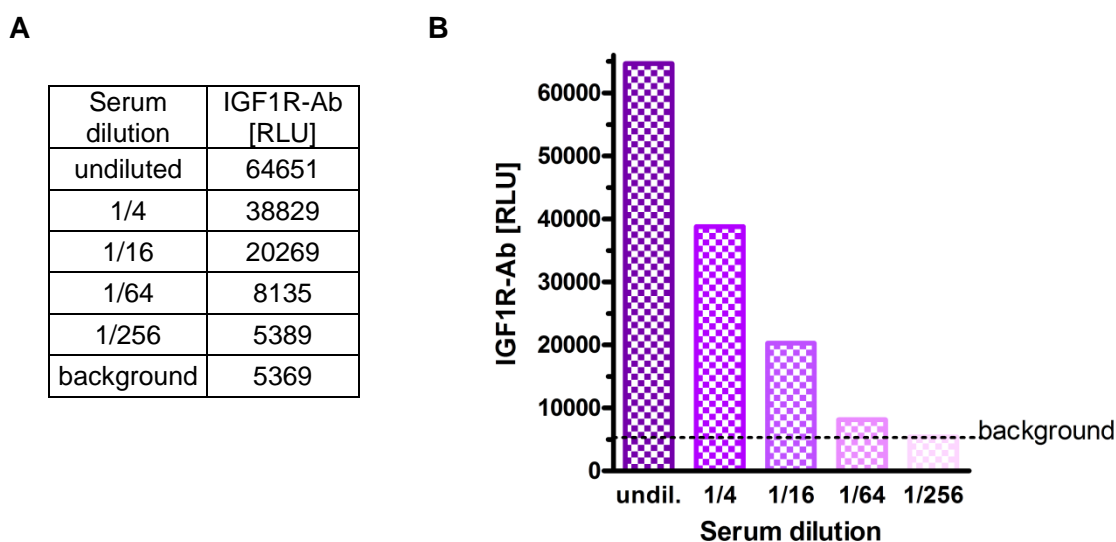 A
B
Serum dilution IGF1R-Ab [RLU]
undiluted 64651
1/4 38829
1/16 20269
1/64 8135
1/256 5389
background 5369
IGF1R-Ab [RLU]
60000
50000
40000
30000
20000
10000
0
background
undil. 1/4 1/16 1/64 1/256
Serum dilution